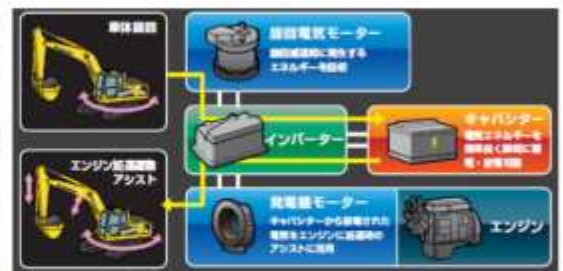 車体旋回
旋回電気モーター
旋回減速時に発生する
エネルギーを回収
インバーター
キャパシター
電気エネルギーを
効率良く瞬時に蓄
電・放電可能
エンジン加速運動
アシスト
発電機モーター
キャパシターから蓄電された
電気をエンジンに加速時の
アシストに活用
エンジン